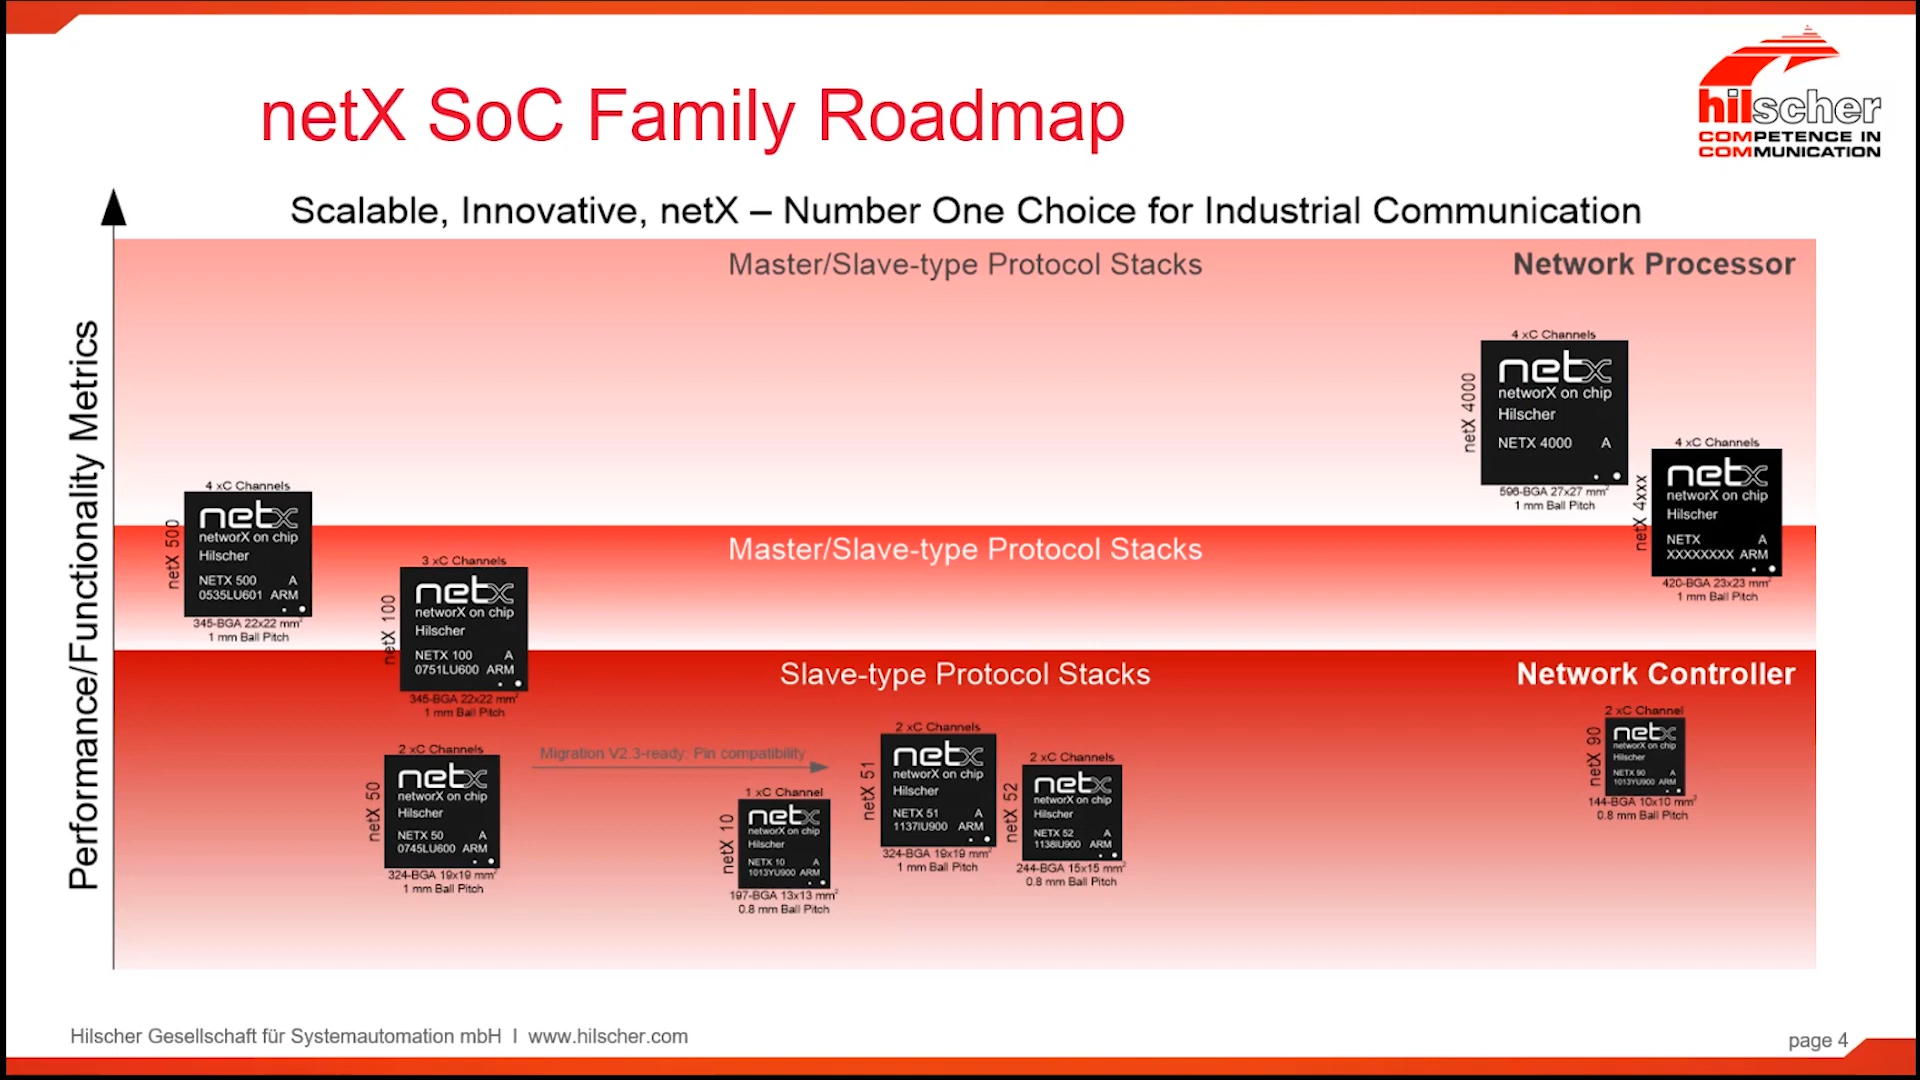 netX SoC Family Roadmap
hilscher
COMPETENCE IN
COMMUNICATION
Scalable, Innovative, netX – Number One Choice for Industrial Communication
Performance/Functionality Metrics
Master/Slave-type Protocol Stacks
Network Processor
4 xC Channels
netX 4000
netx
networX on chip
Hilscher
NETX 4000 A
596-BGA 27x27 mm²
1 mm Ball Pitch
4 xC Channels
netX 4xxx
netx
networX on chip
Hilscher
NETX A
XXXXXXXX ARM
420-BGA 23x23 mm²
1 mm Ball Pitch
4 xC Channels
netX 500
netx
networX on chip
Hilscher
NETX 500 A
0535LU601 ARM
345-BGA 22x22 mm²
1 mm Ball Pitch
Master/Slave-type Protocol Stacks
3 xC Channels
netX 100
netx
networX on chip
Hilscher
NETX 100 A
0751LU600 ARM
345-BGA 22x22 mm²
1 mm Ball Pitch
Slave-type Protocol Stacks
Network Controller
2 xC Channels
netX 50
netx
networX on chip
Hilscher
NETX 50 A
0745LU600 ARM
324-BGA 19x19 mm²
1 mm Ball Pitch
Migration V2.3-ready: Pin compatibility
1 xC Channel
netX 10
netx
networX on chip
Hilscher
NETX 10 A
1013YU900 ARM
197-BGA 13x13 mm²
0.8 mm Ball Pitch
2 xC Channels
netX 51
netx
networX on chip
Hilscher
NETX 51 A
1137IU900 ARM
324-BGA 19x19 mm²
1 mm Ball Pitch
2 xC Channels
netX 52
netx
networX on chip
Hilscher
NETX 52 A
1138IU900 ARM
244-BGA 15x15 mm²
0.8 mm Ball Pitch
2 xC Channel
netX 90
netx
networX on chip
Hilscher
NETX 90 A
1013YU900 ARM
144-BGA 10x10 mm²
0.8 mm Ball Pitch
Hilscher Gesellschaft für Systemautomation mbH I www.hilscher.com
page 4